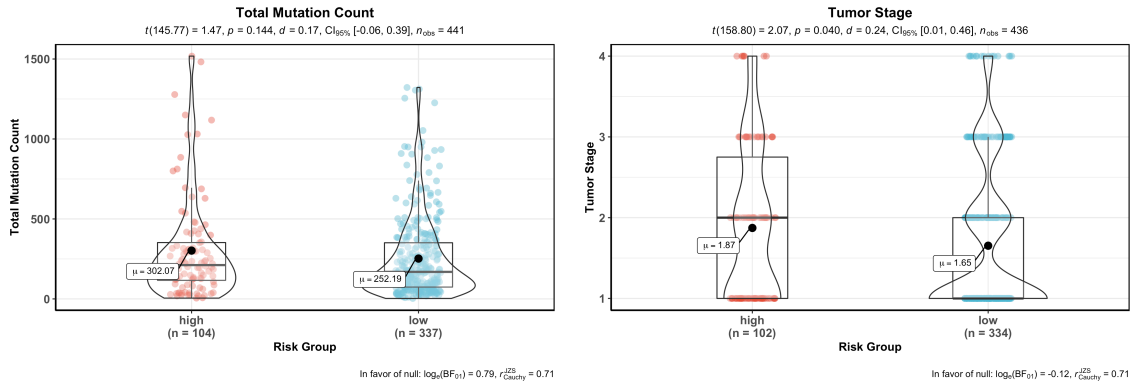 Total Mutation Count
t(145.77) = 1.47, p = 0.144, d = 0.17, CI95% [-0.06, 0.39], nobs = 441
Total Mutation Count
1500
1000
500
0
μ = 302.07
μ = 252.19
high
(n = 104)
low
(n = 337)
Risk Group
In favor of null: loge(BF01) = 0.79, rJZSCauchy = 0.71
Tumor Stage
t(158.80) = 2.07, p = 0.040, d = 0.24, CI95% [0.01, 0.46], nobs = 436
Tumor Stage
4
3
2
1
μ = 1.87
μ = 1.65
high
(n = 102)
low
(n = 334)
Risk Group
In favor of null: loge(BF01) = -0.12, rJZSCauchy = 0.71